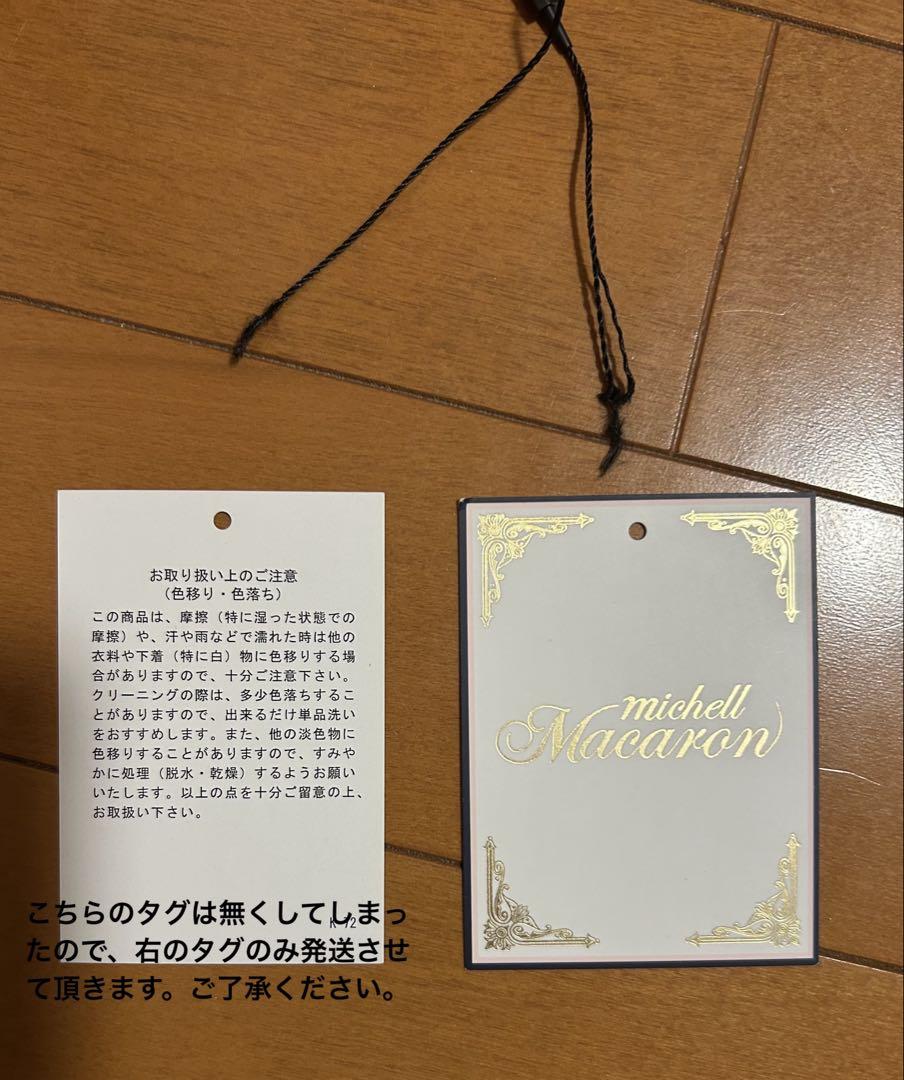 お取り扱い上のご注意
（色移り・色落ち）
この商品は、摩擦（特に湿った状態での
摩擦）や、汗や雨などで濡れた時は他の
衣料や下着（特に白）物に色移りする場
合がありますので、十分ご注意下さい。
クリーニングの際は、多少色落ちするこ
とがありますので、出来るだけ単品洗い
をおすすめします。また、他の淡色物に
色移りすることがありますので、すみや
かに処理（脱水・乾燥）するようお願い
いたします。以上の点を十分ご留意の上、
お取扱い下さい。
michell
Macaron
こちらのタグは無くしてしまっ
たので、右のタグのみ発送させ
て頂きます。ご了承ください。